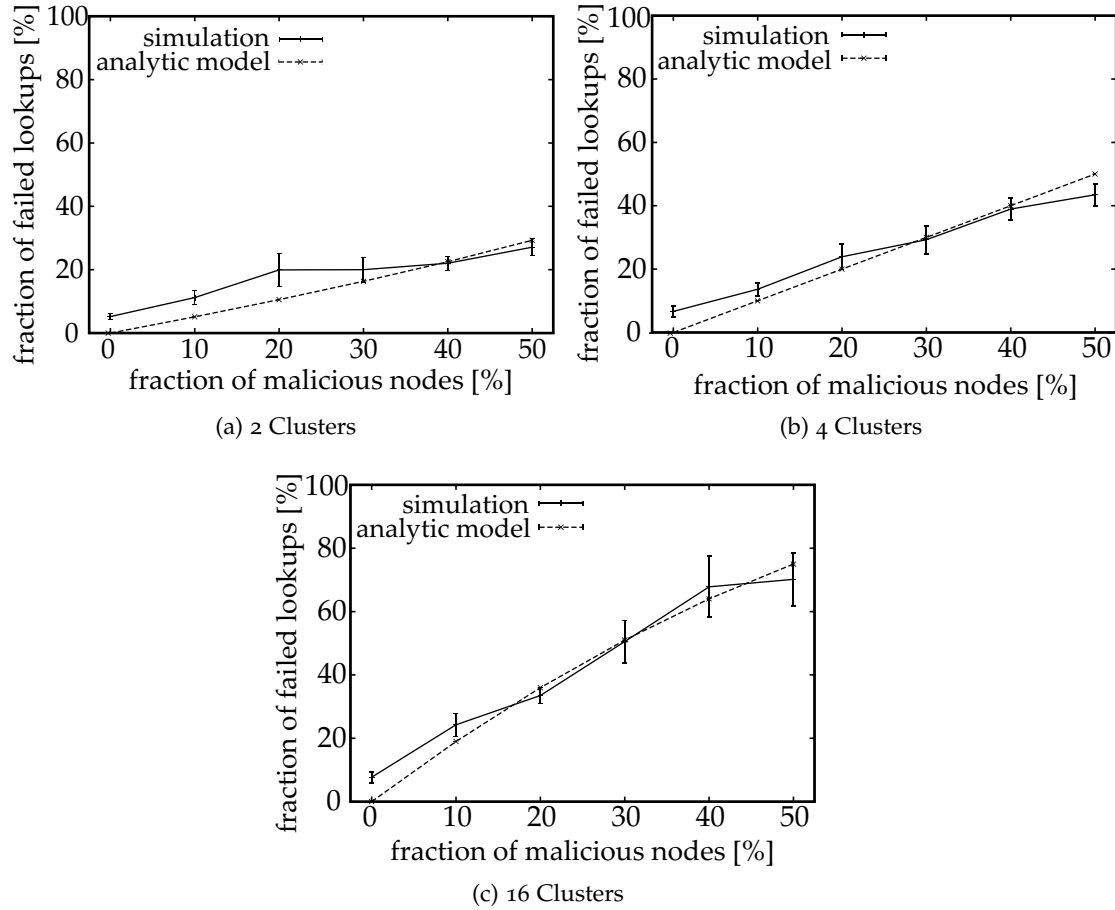 fraction of failed lookups [%]
100
80
60
40
20
0
simulation
analytic model
0 10 20 30 40 50
fraction of malicious nodes [%]
(a) 2 Clusters
fraction of failed lookups [%]
100
80
60
40
20
0
simulation
analytic model
0 10 20 30 40 50
fraction of malicious nodes [%]
(b) 4 Clusters
fraction of failed lookups [%]
100
80
60
40
20
0
simulation
analytic model
0 10 20 30 40 50
fraction of malicious nodes [%]
(c) 16 Clusters